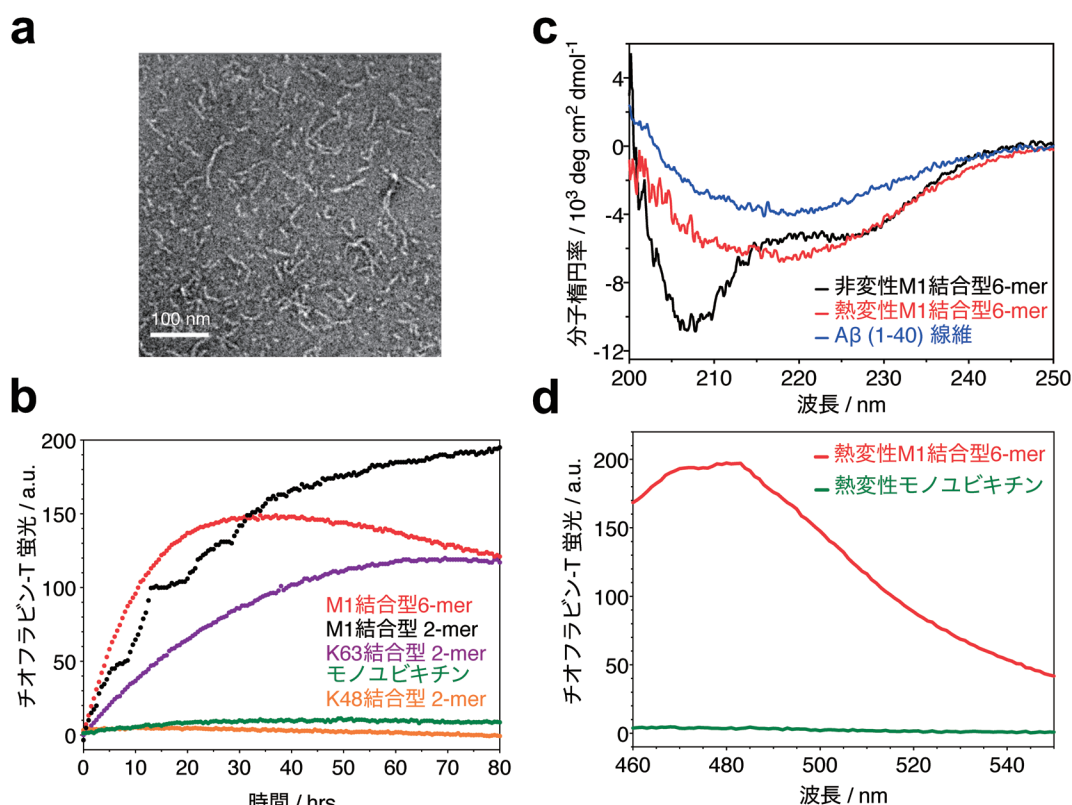 a
100 nm
b
チオフラビン-T 蛍光 / a.u.
200
150
100
50
0
M1結合型6-mer
M1結合型 2-mer
K63結合型 2-mer
モノユビキチン
K48結合型 2-mer
0 10 20 30 40 50 60 70 80
時間 / hrs
c
分子楕円率 / 10³ deg cm² dmol⁻¹
4
0
-4
-8
-12
非変性M1結合型6-mer
熱変性M1結合型6-mer
Aβ (1-40) 線維
200 210 220 230 240 250
波長 / nm
d
チオフラビン-T 蛍光 / a.u.
200
150
100
50
0
熱変性M1結合型6-mer
熱変性モノユビキチン
460 480 500 520 540
波長 / nm